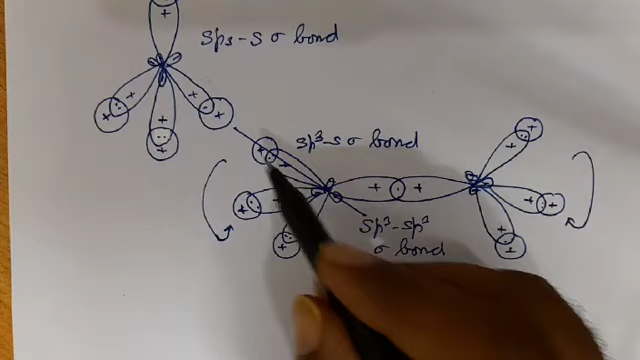 sp3-s σ bond
sp³-s σ bond
sp³-sp³
σ bond